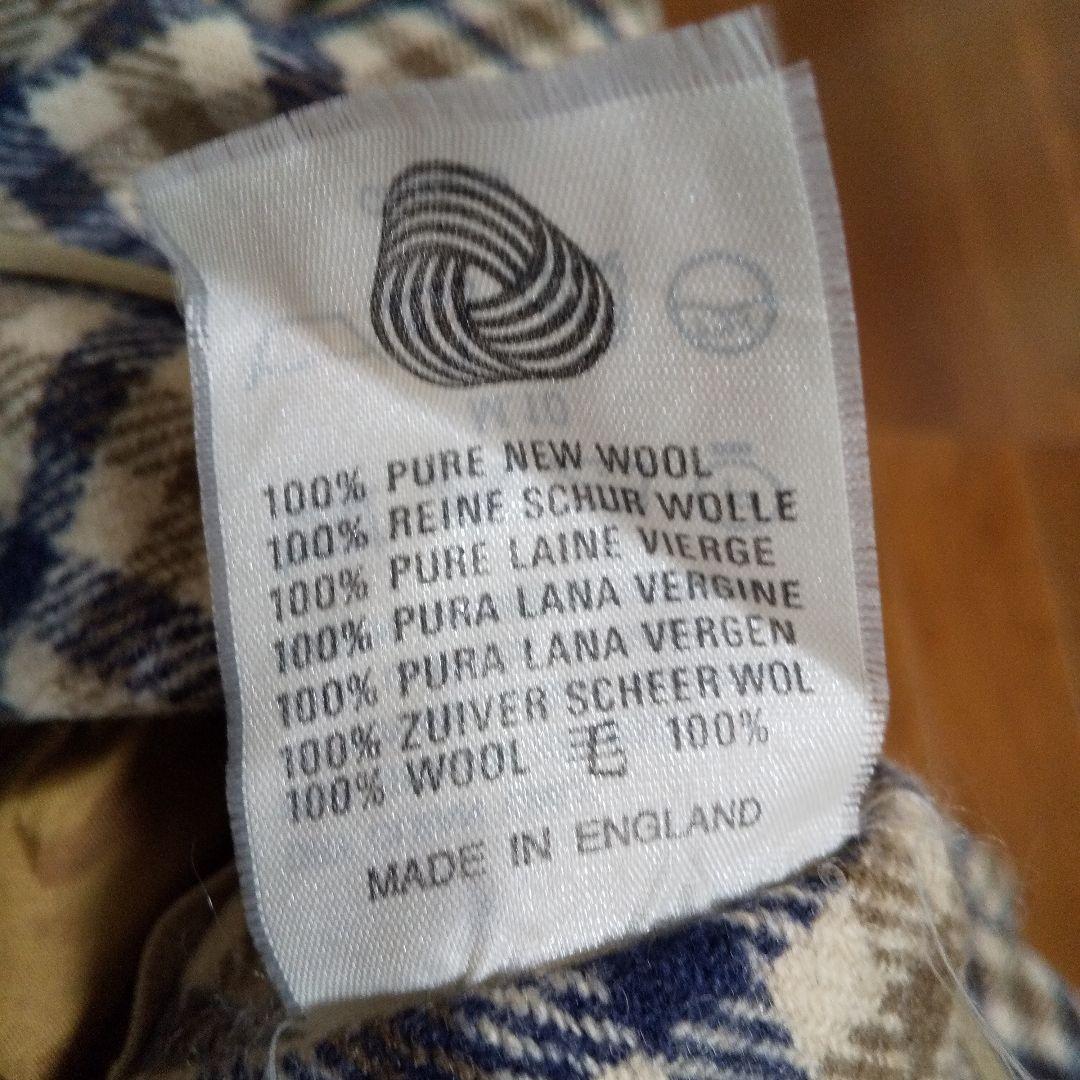 100% PURE NEW WOOL
100% REINE SCHUR WOLLE
100% PURE LAINE VIERGE
100% PURA LANA VERGINE
100% PURA LANA VERGEN
100% ZUIVER SCHEER WOL
100% WOOL 毛 100%
MADE IN ENGLAND